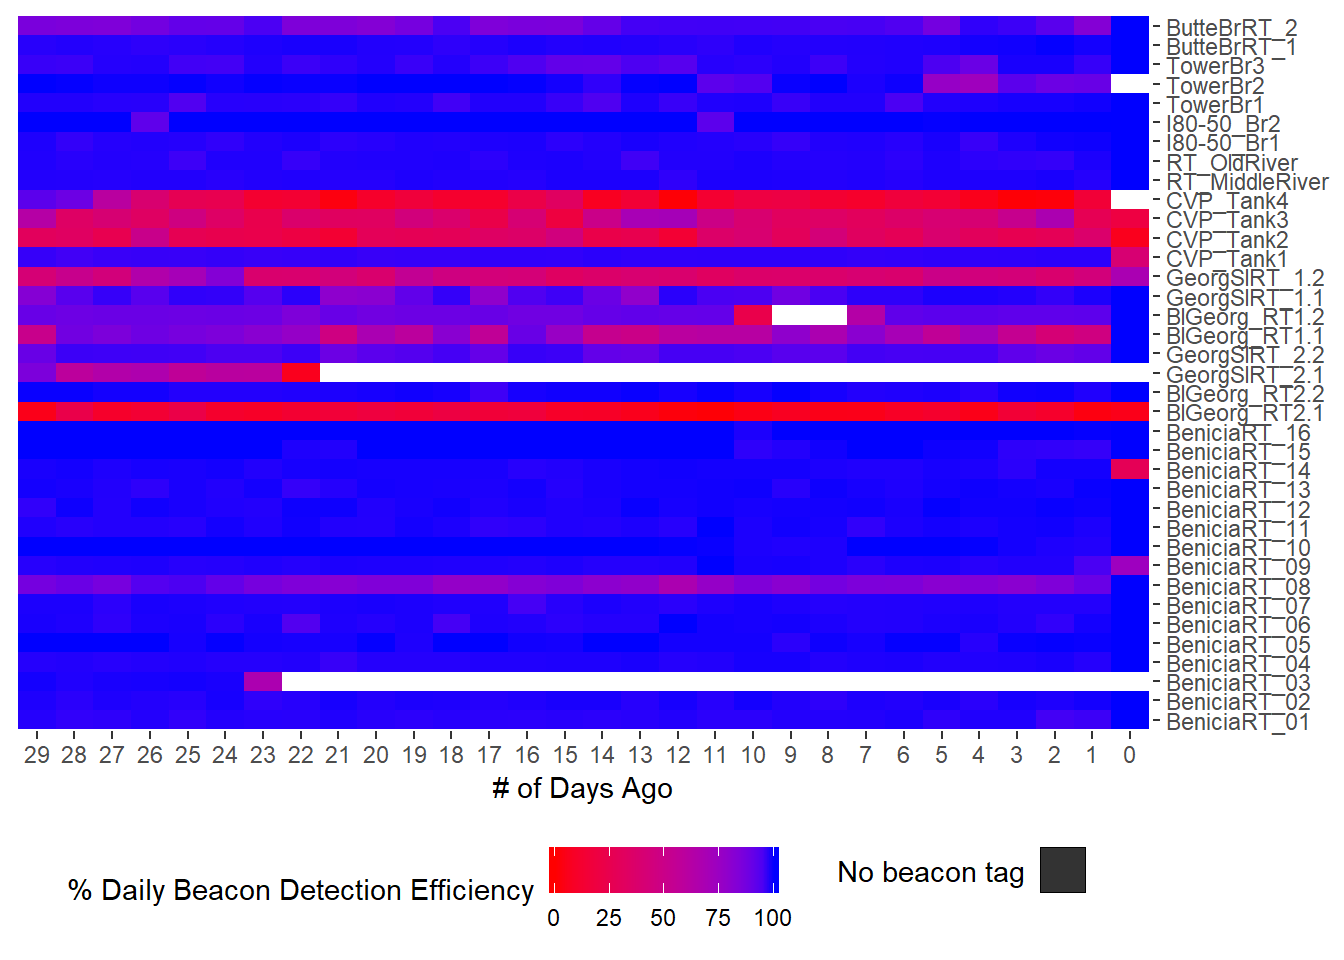 ButteBrRT_2
ButteBrRT_1
TowerBr3
TowerBr2
TowerBr1
I80-50_Br2
I80-50_Br1
RT_OldRiver
RT_MiddleRiver
CVP_Tank4
CVP_Tank3
CVP_Tank2
CVP_Tank1
GeorgSlRT_1.2
GeorgSlRT_1.1
BlGeorg_RT1.2
BlGeorg_RT1.1
GeorgSlRT_2.2
GeorgSlRT_2.1
BlGeorg_RT2.2
BlGeorg_RT2.1
BeniciaRT_16
BeniciaRT_15
BeniciaRT_14
BeniciaRT_13
BeniciaRT_12
BeniciaRT_11
BeniciaRT_10
BeniciaRT_09
BeniciaRT_08
BeniciaRT_07
BeniciaRT_06
BeniciaRT_05
BeniciaRT_04
BeniciaRT_03
BeniciaRT_02
BeniciaRT_01
29 28 27 26 25 24 23 22 21 20 19 18 17 16 15 14 13 12 11 10 9 8 7 6 5 4 3 2 1 0
# of Days Ago
% Daily Beacon Detection Efficiency
0 25 50 75 100
No beacon tag